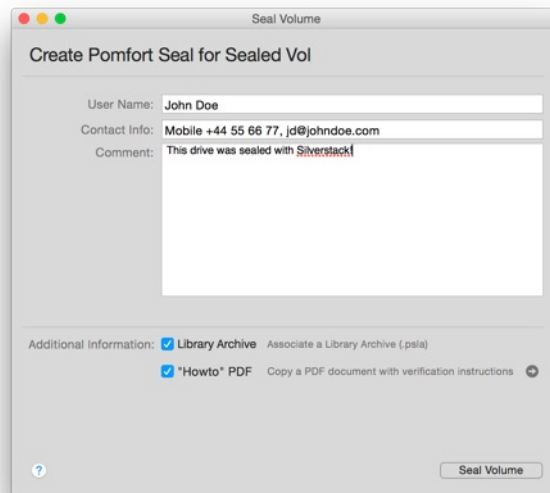 Seal Volume
Create Pomfort Seal for Sealed Vol
User Name: John Doe
Contact Info: Mobile +44 55 66 77, jd@johndoe.com
Comment: This drive was sealed with Silverstack!
Additional Information: Library Archive Associate a Library Archive (.psla)
"Howto" PDF Copy a PDF document with verification instructions
?
Seal Volume